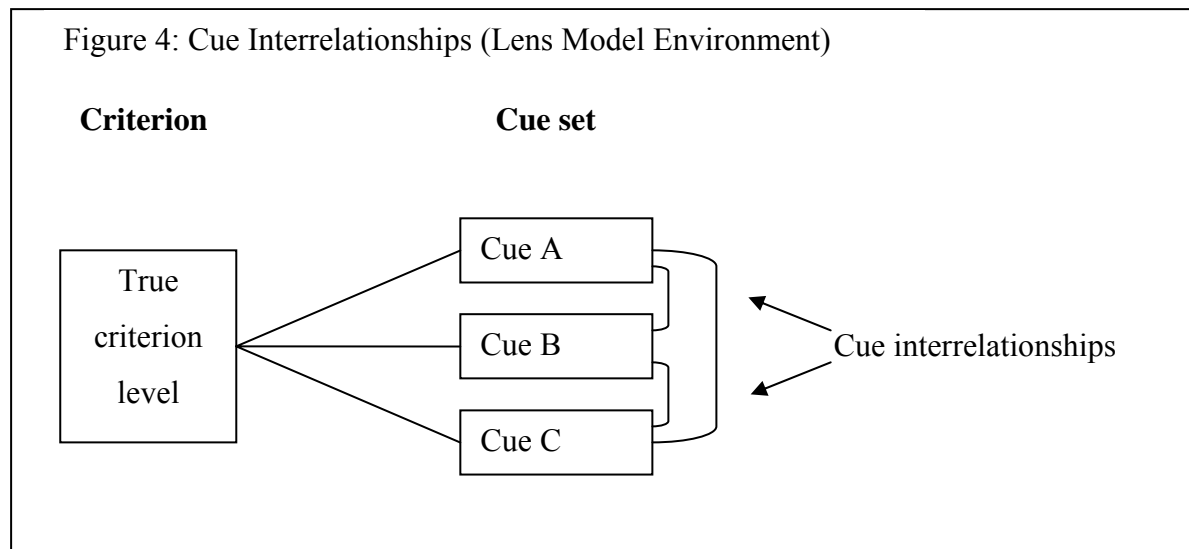 Figure 4: Cue Interrelationships (Lens Model Environment)
Criterion
Cue set
True
criterion
level
Cue A
Cue B
Cue C
Cue interrelationships